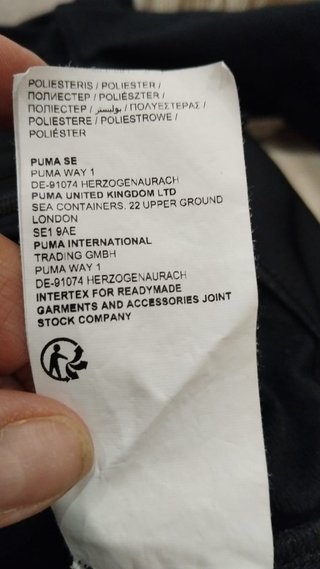 POLIESTERIS / POLIESTER /
ПОЛИЕСТЕР / POLIÉSZTER /
ПОЛІЕСТЕР / بوليستر / ΠΟΛΥΕΣΤΕΡΑΣ /
POLIESTERE / POLIESTROWE /
POLIÉSTER
PUMA SE
PUMA WAY 1
DE-91074 HERZOGENAURACH
PUMA UNITED KINGDOM LTD
SEA CONTAINERS, 22 UPPER GROUND
LONDON
SE1 9AE
PUMA INTERNATIONAL
TRADING GMBH
PUMA WAY 1
DE-91074 HERZOGENAURACH
INTERTEX FOR READYMADE
GARMENTS AND ACCESSORIES JOINT
STOCK COMPANY